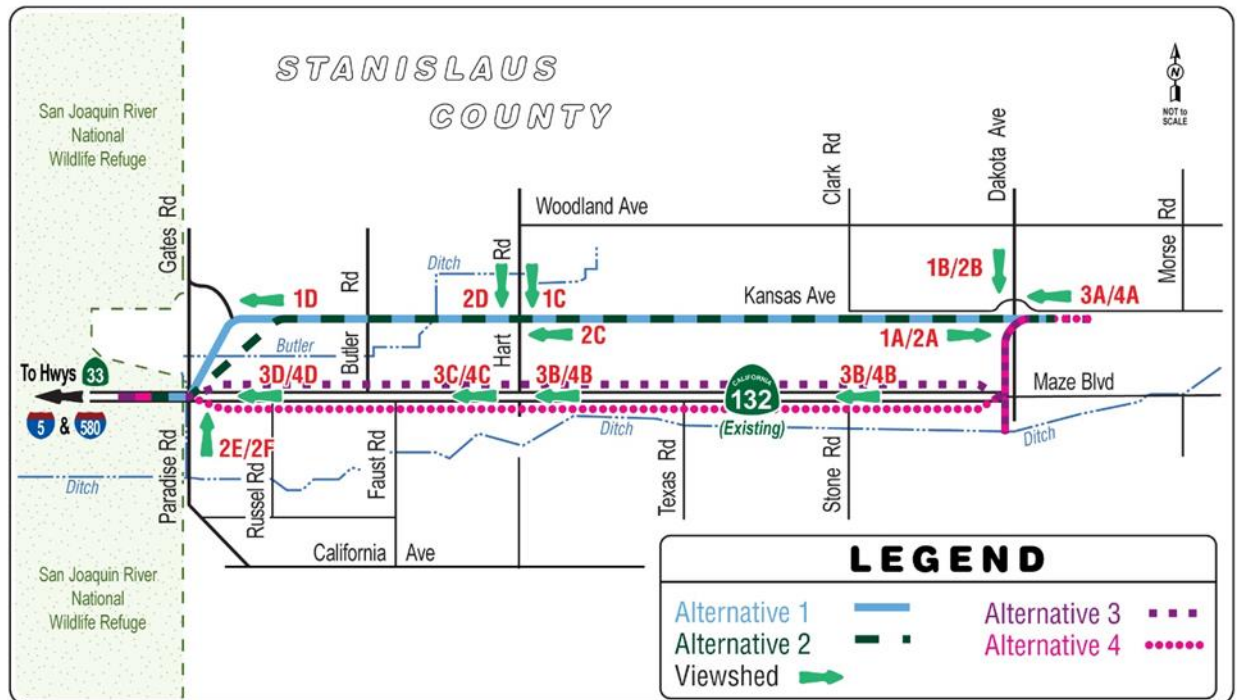 STANISLAUS
COUNTY
N
NOT to
SCALE
San Joaquin River
National
Wildlife Refuge
Gates Rd
Woodland Ave
Clark Rd
Dakota Ave
Morse Rd
Ditch
Rd
Rd
1B/2B
1D
2D
1C
Kansas Ave
3A/4A
2C
1A/2A
Butler
Butler
Hart
To Hwys 33
5 & 580
3D/4D
3C/4C
3B/4B
3B/4B
Maze Blvd
CALIFORNIA
132
(Existing)
Ditch
Ditch
2E/2F
Ditch
Paradise Rd
Russel Rd
Faust Rd
Texas Rd
Stone Rd
California Ave
San Joaquin River
National
Wildlife Refuge
LEGEND
Alternative 1
Alternative 3
Alternative 2
Alternative 4
Viewshed